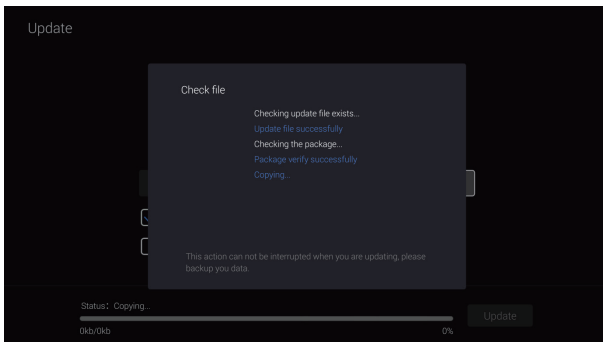 Update
Check file
Checking update file exists...
Update file successfully
Checking the package...
Package verify successfully
Copying...
This action can not be interrupted when you are updating, please
backup you data.
Status: Copying...
Update
0kb/0kb
0%